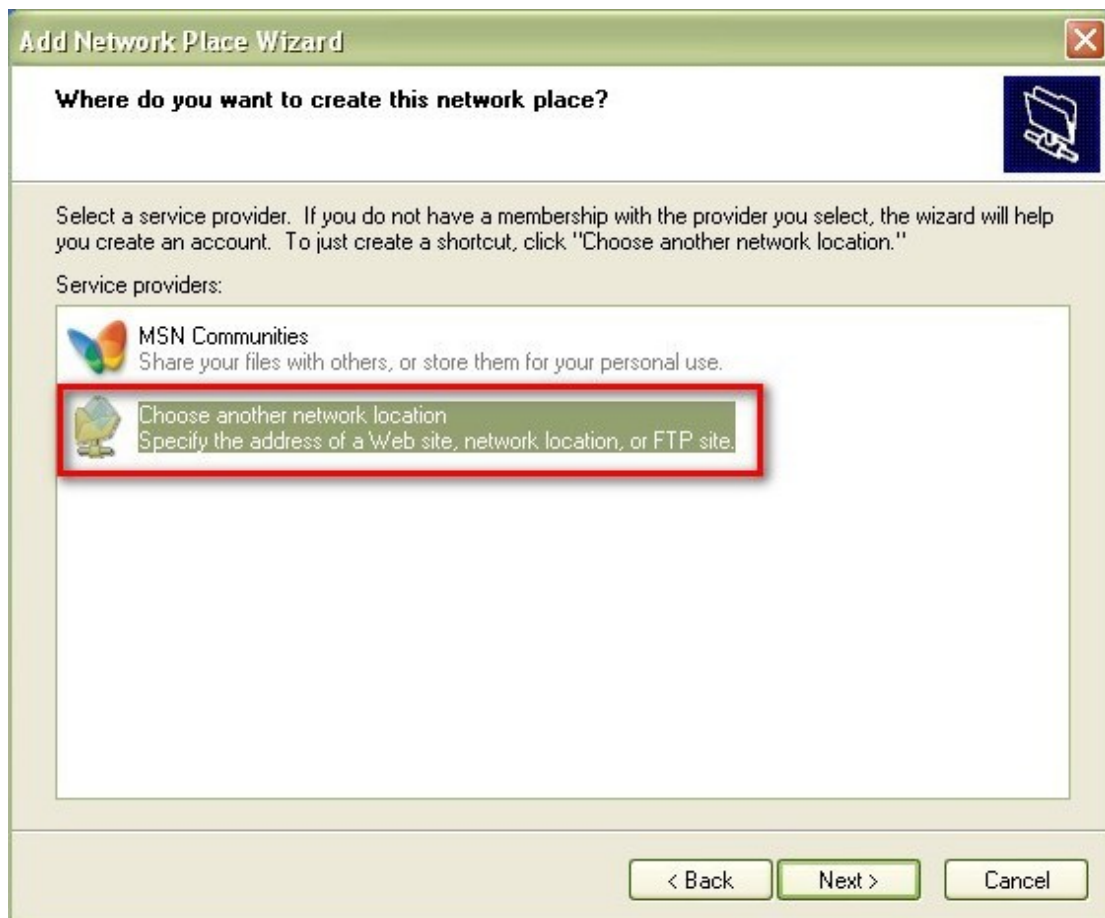 Add Network Place Wizard
Where do you want to create this network place?
Select a service provider.  If you do not have a membership with the provider you select, the wizard will help
you create an account.  To just create a shortcut, click "Choose another network location."
Service providers:
MSN Communities
Share your files with others, or store them for your personal use.
Choose another network location
Specify the address of a Web site, network location, or FTP site.
< Back
Next >
Cancel